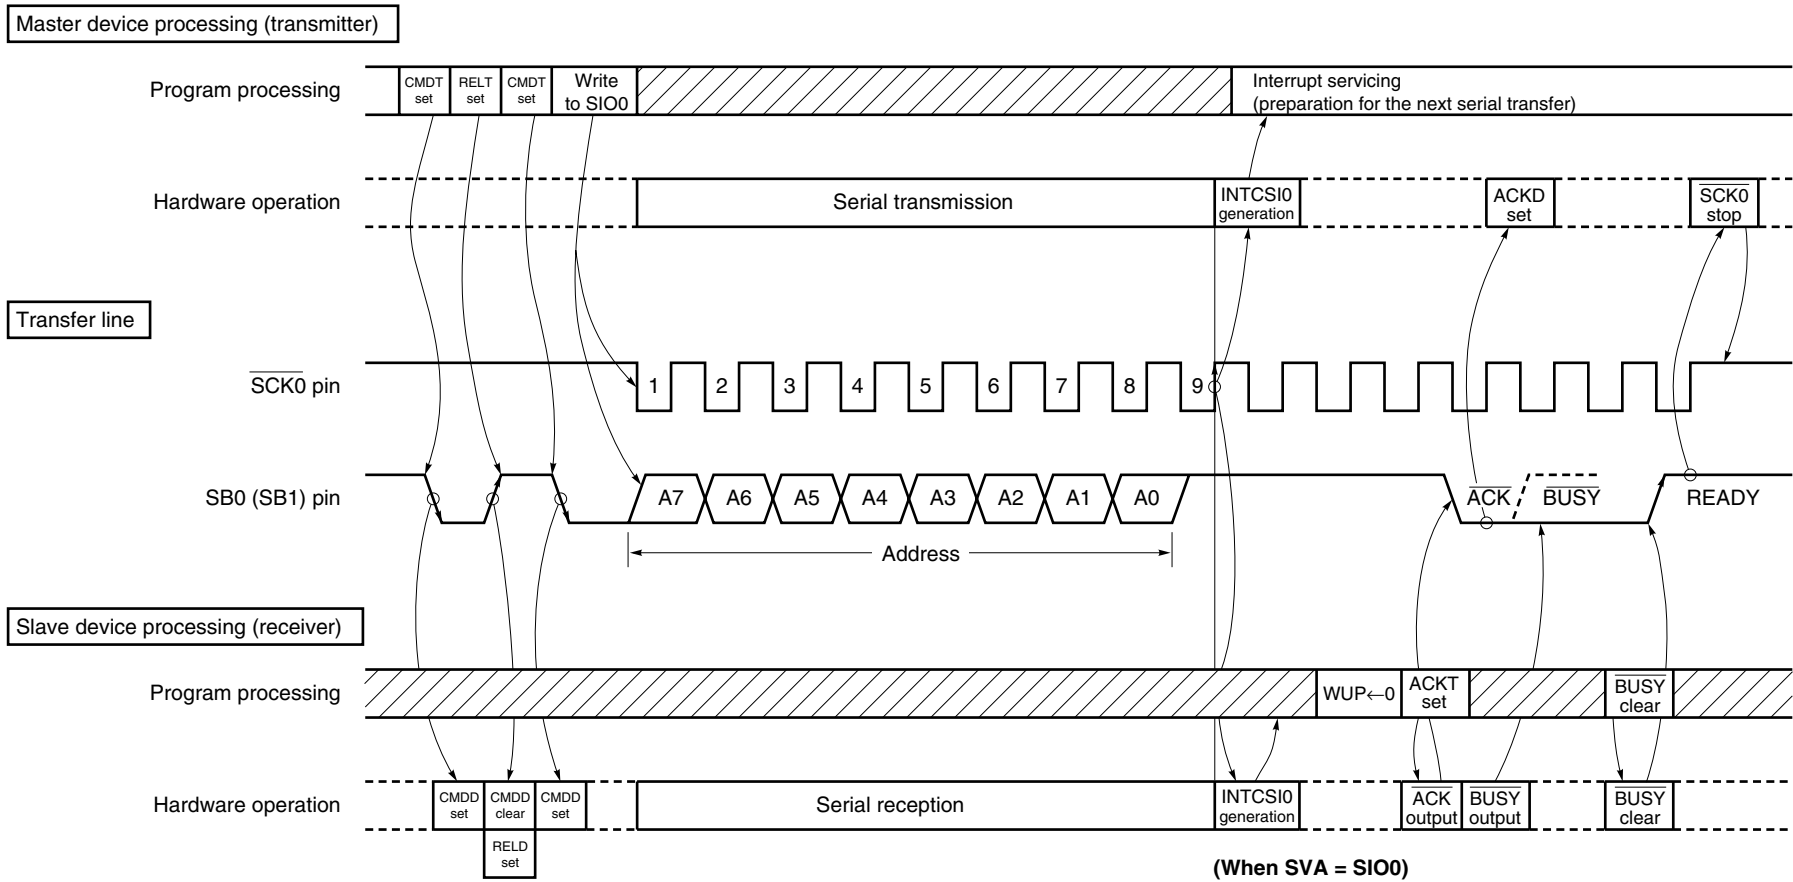 Master device processing (transmitter)
Program processing
CMDT
set
RELT
set
CMDT
set
Write
to SIO0
Interrupt servicing
(preparation for the next serial transfer)
Hardware operation
Serial transmission
INTCSI0
generation
ACKD
set
SCK0
stop
Transfer line
SCK0 pin
1 2 3 4 5 6 7 8 9
SB0 (SB1) pin
A7 A6 A5 A4 A3 A2 A1 A0
ACK
BUSY
READY
Address
Slave device processing (receiver)
Program processing
WUP←0
ACKT
set
BUSY
clear
Hardware operation
CMDD
set
CMDD
clear
CMDD
set
RELD
set
Serial reception
INTCSI0
generation
ACK
output
BUSY
output
BUSY
clear
(When SVA = SIO0)